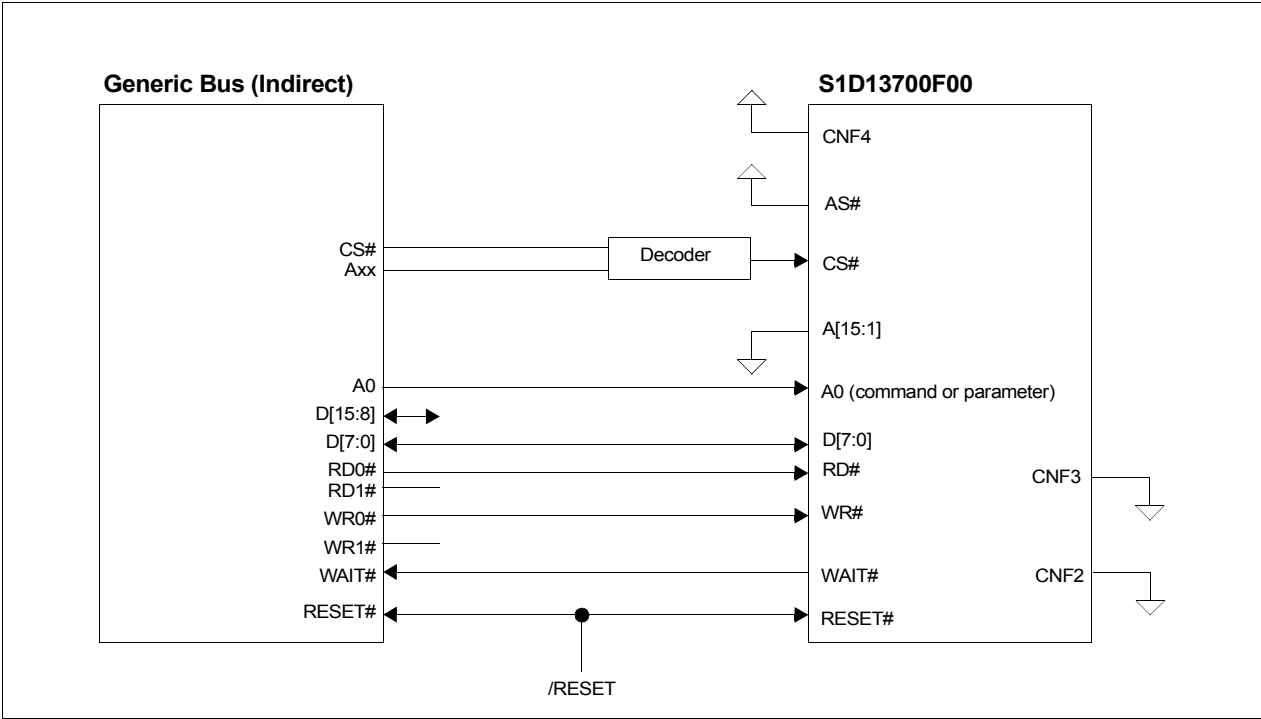 Generic Bus (Indirect)
S1D13700F00
CNF4
AS#
CS#
Axx
Decoder
CS#
A[15:1]
A0
A0 (command or parameter)
D[15:8]
D[7:0]
D[7:0]
RD0#
RD#
RD1#
CNF3
WR0#
WR#
WR1#
WAIT#
WAIT#
CNF2
RESET#
RESET#
/RESET